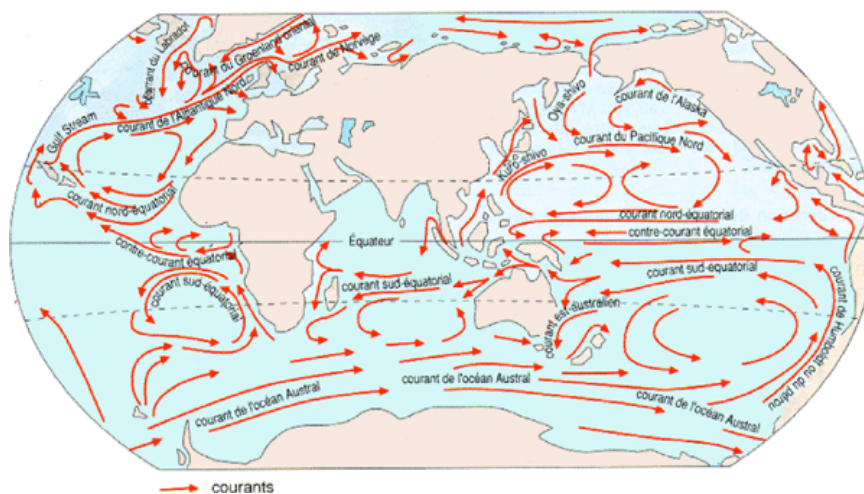 courant du Labrador
courant du Groenland oriental
courant de Norvège
Gulf Stream
courant de l'Atlantique Nord
Oya-shivo
courant de l'Alaska
Kuro-shivo
courant du Pacifique Nord
courant nord-équatorial
courant nord-équatorial
contre-courant équatorial
contre-courant équatorial
Équateur
courant sud-équatorial
courant sud-équatorial
courant sud-équatorial
courant est-australien
courant de Humboldt ou du pérou
courant de l'océan Austral
courant de l'océan Austral
courant de l'océan Austral
courants